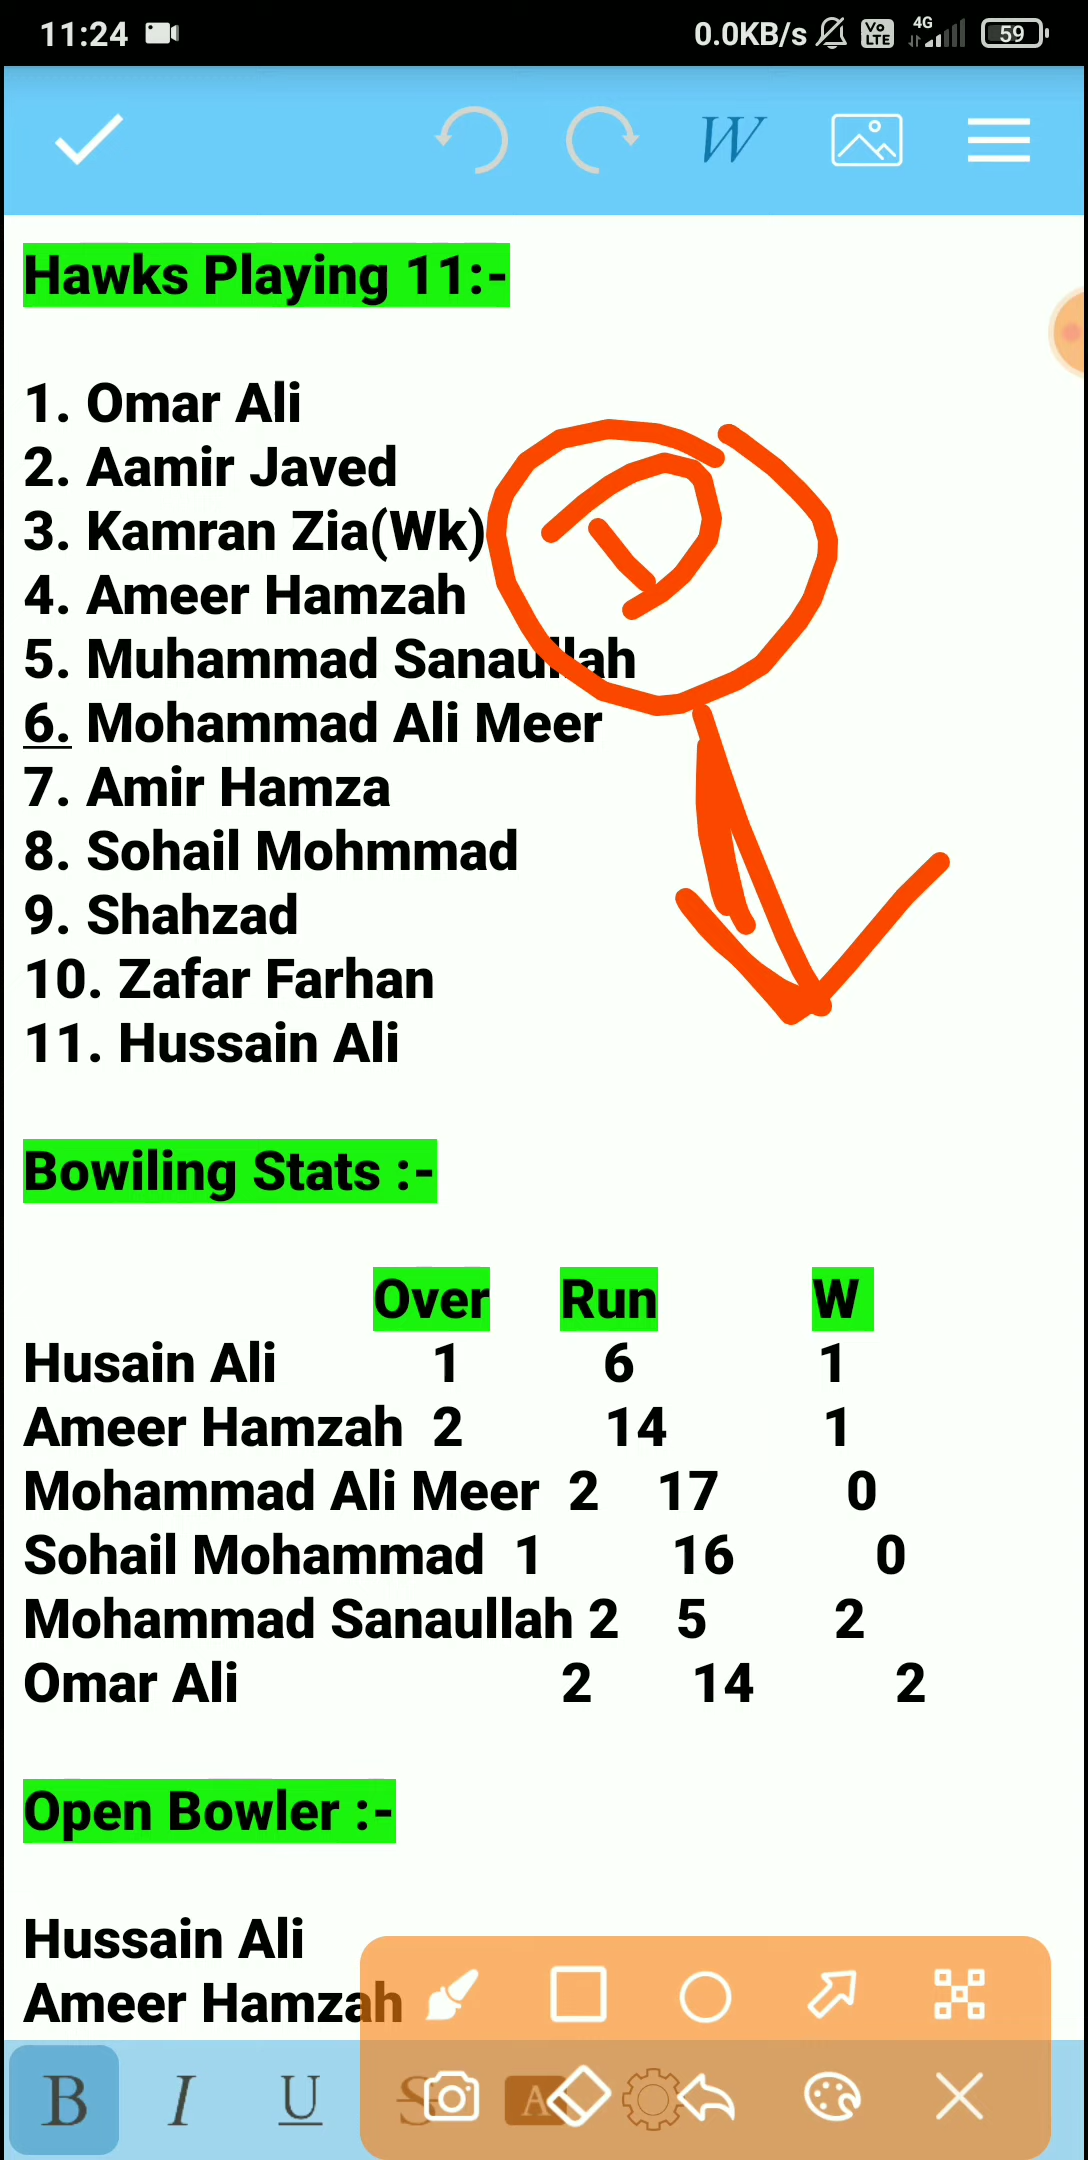 11:24 0.0KB/s Vo LTE 4G 59
W
Hawks Playing 11:-
1. Omar Ali
2. Aamir Javed
3. Kamran Zia(Wk)
D
4. Ameer Hamzah
5. Muhammad Sanaullah
6. Mohammad Ali Meer
7. Amir Hamza
8. Sohail Mohmmad
9. Shahzad
10. Zafar Farhan
11. Hussain Ali
Bowiling Stats :-
Over Run W
Husain Ali 1 6 1
Ameer Hamzah 2 14 1
Mohammad Ali Meer 2 17 0
Sohail Mohammad 1 16 0
Mohammad Sanaullah 2 5 2
Omar Ali 2 14 2
Open Bowler :-
Hussain Ali
Ameer Hamzah
B I U S A